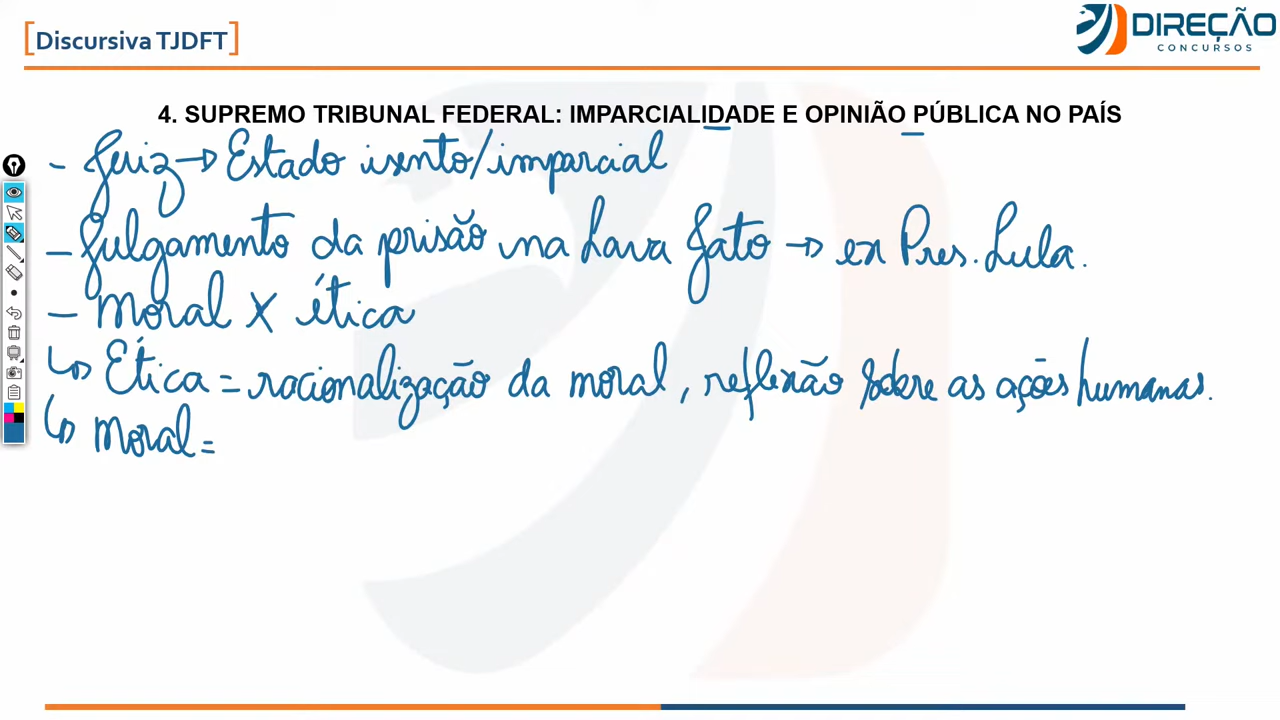 [Discursiva TJDFT]
DIREÇÃO
CONCURSOS
4. SUPREMO TRIBUNAL FEDERAL: IMPARCIALIDADE E OPINIÃO PÚBLICA NO PAÍS
- Juiz → Estado isento/imparcial
- Julgamento da prisão na Lava Jato → ex Pres. Lula.
- Moral X ética
↳ Ética = racionalização da moral, reflexão sobre as ações humanas.
↳ Moral =